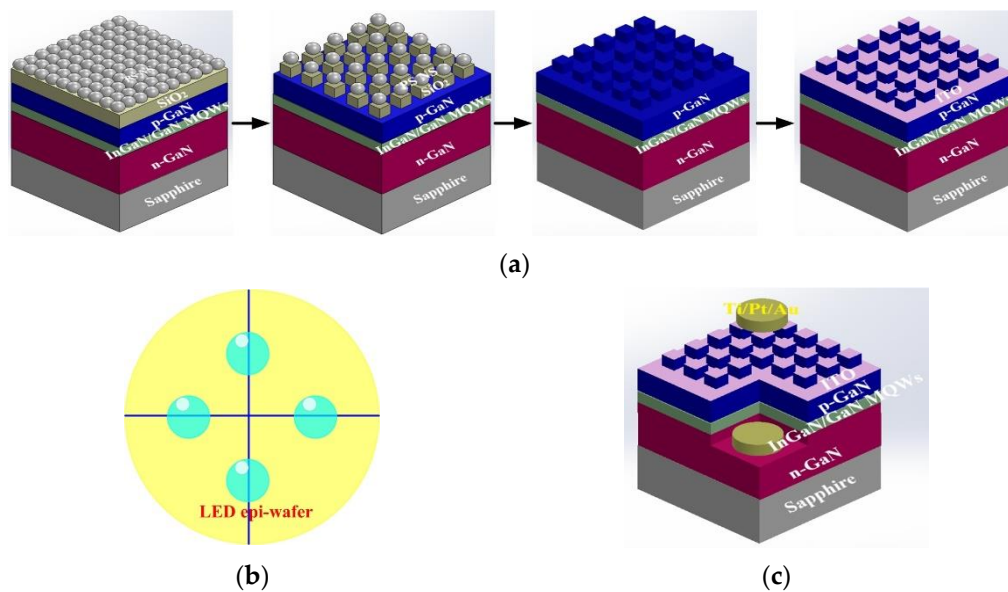 SiO₂
p-GaN
InGaN/GaN MQWs
n-GaN
Sapphire
SiO₂
p-GaN
InGaN/GaN MQWs
n-GaN
Sapphire
p-GaN
InGaN/GaN MQWs
n-GaN
Sapphire
ITO
p-GaN
InGaN/GaN MQWs
n-GaN
Sapphire
(a)
LED epi-wafer
(b)
Ti/Pt/Au
ITO
p-GaN
InGaN/GaN MQWs
n-GaN
Sapphire
(c)